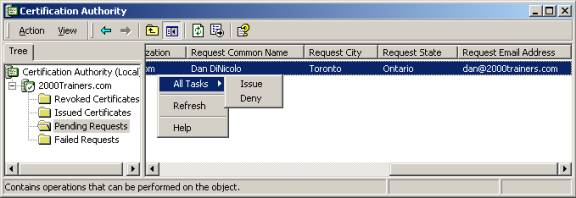 Certification Authority
Action View
Tree
zation Request Common Name Request City Request State Request Email Address
Certification Authority (Local)
om Dan DiNicolo Toronto Ontario dan@2000trainers.com
2000Trainers.com
All Tasks Issue
Revoked Certificates
Deny
Issued Certificates
Refresh
Pending Requests
Help
Failed Requests
Contains operations that can be performed on the object.